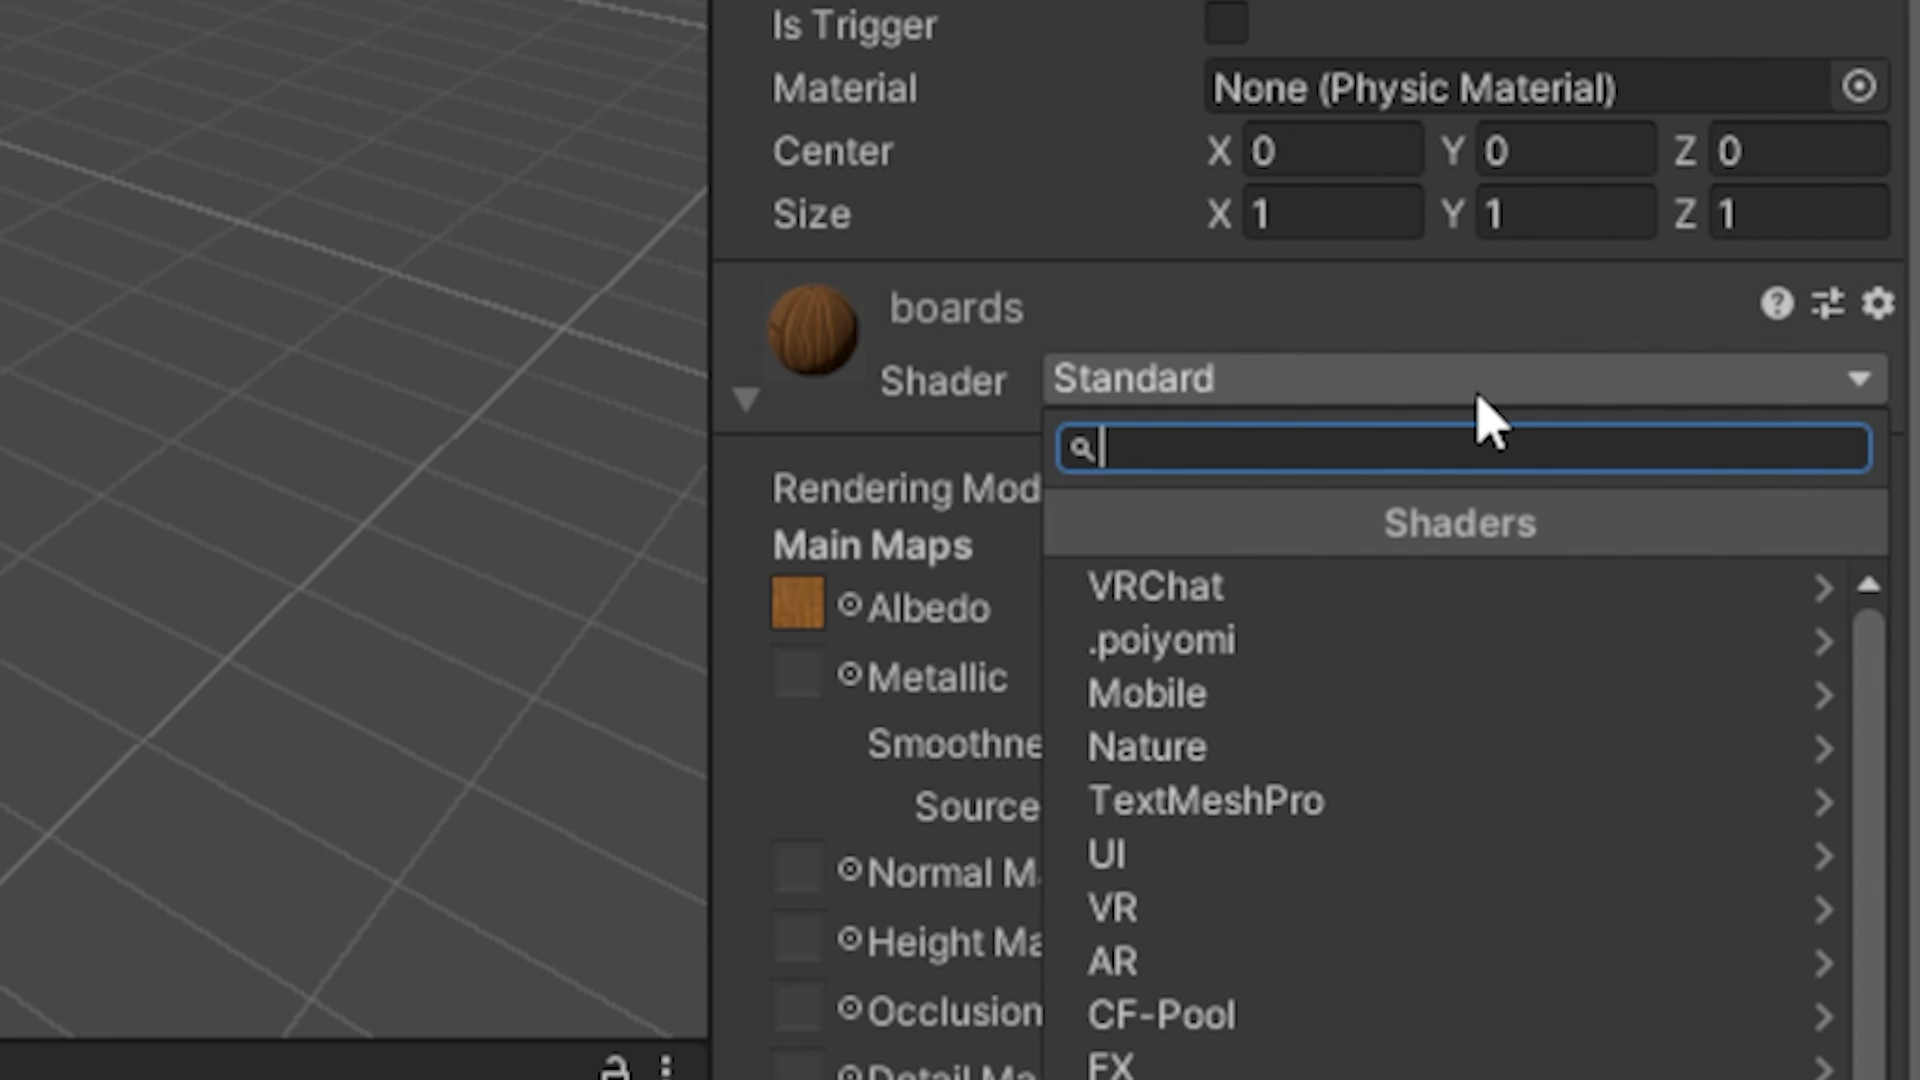 Is Trigger
Material None (Physic Material)
Center X 0 Y 0 Z 0
Size X 1 Y 1 Z 1
boards
Shader Standard
Shaders
Rendering Mod
Main Maps
Albedo
Metallic
Smoothne
Source
Normal M
Height Ma
Occlusion
Detail Ma
VRChat
.poiyomi
Mobile
Nature
TextMeshPro
UI
VR
AR
CF-Pool
FX